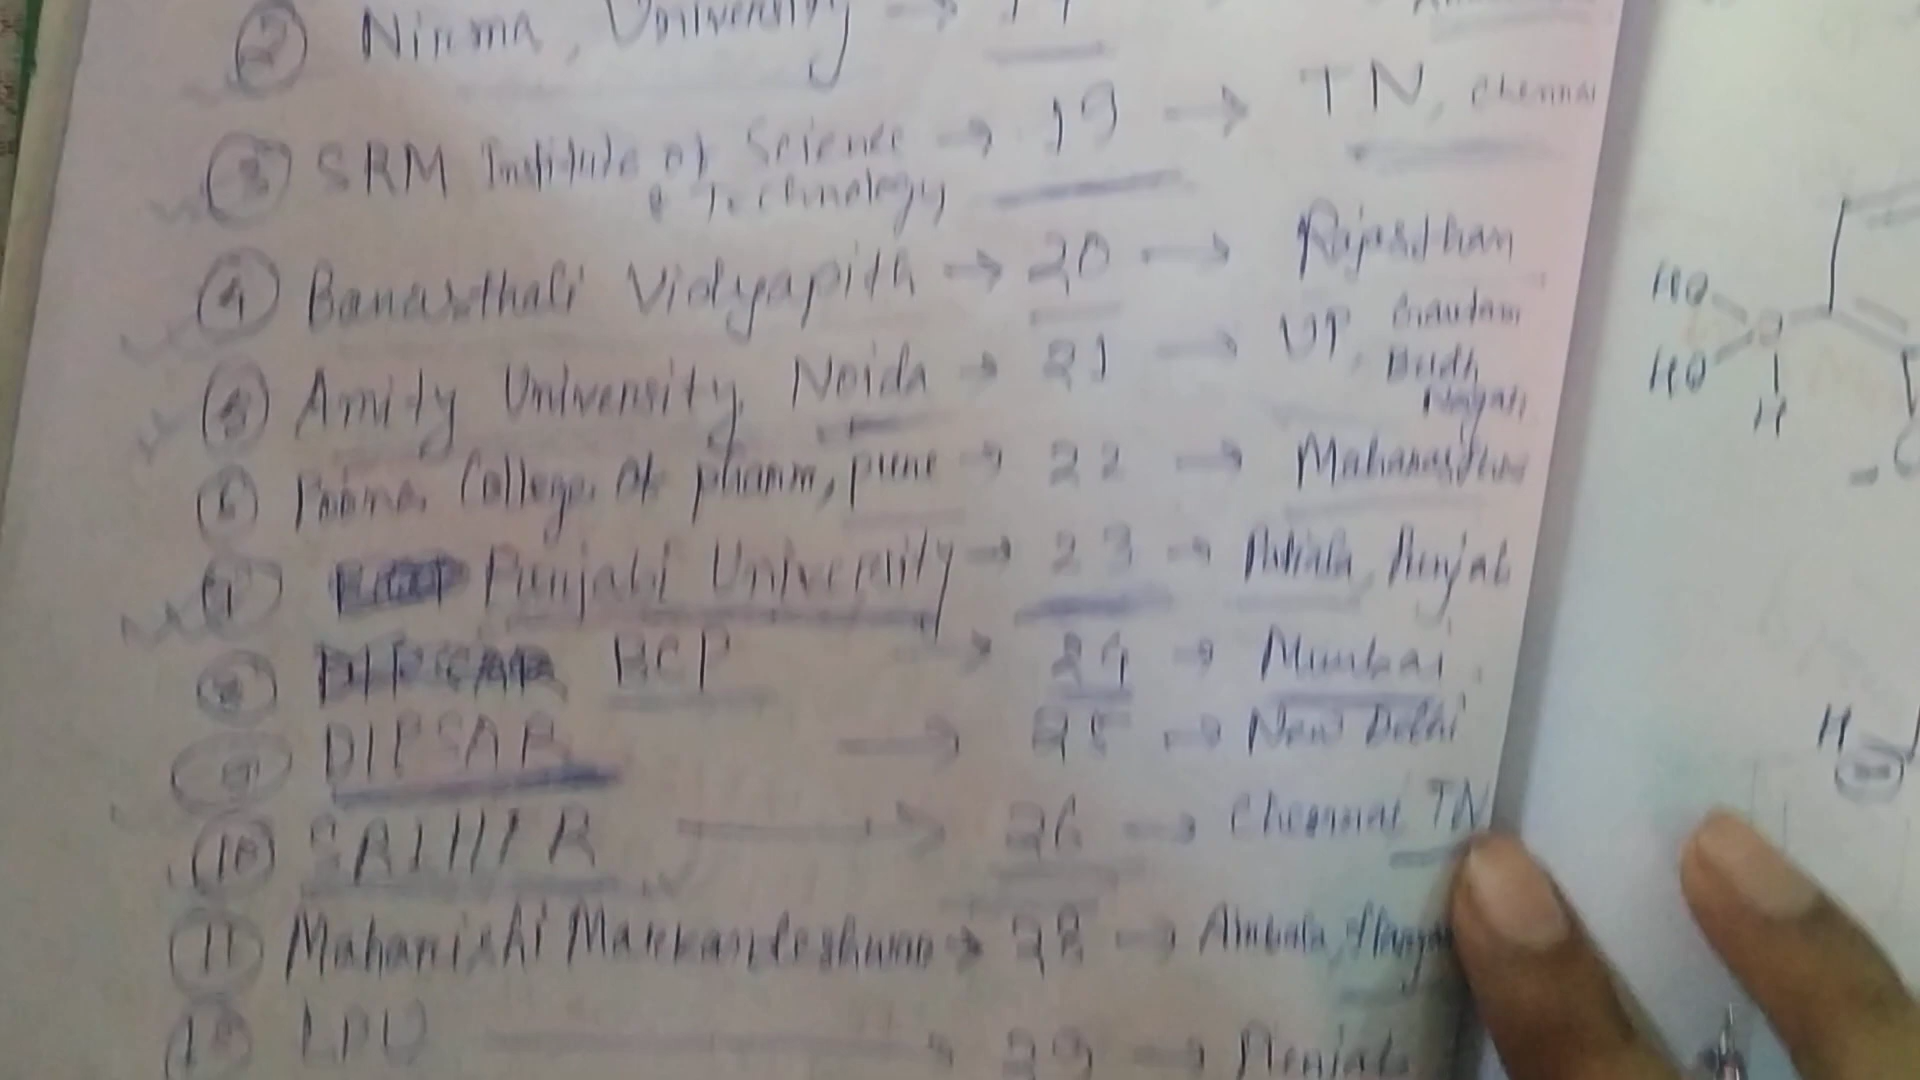 ② Nirma, University →
③ SRM Institute of Science → 19 → TN, Chennai
& Technology
④ Banasthali Vidyapith → 20 → Rajasthan
⑤ Amity University, Noida → 21 → UP, Gautam
Budh
Nagar
⑥ College of pharm, pune → 22 → Maharashtra
⑦ Punjabi University → 23 → Patiala, Punjab
⑧ BCP → 24 → Mumbai
⑨ DIPSAR → 25 → New Delhi
⑩ SRIHER → 26 → Chennai, TN
⑪ Maharishi Markandeshwar → 28 → Ambala,
LPU → 29 → Punjab
HO
HO
H
H